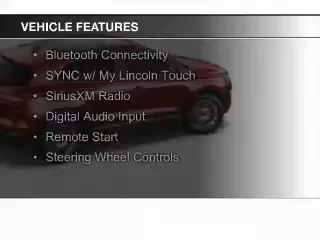 VEHICLE FEATURES
• Bluetooth Connectivity
• SYNC w/ My Lincoln Touch
• SiriusXM Radio
• Digital Audio Input
• Remote Start
• Steering Wheel Controls